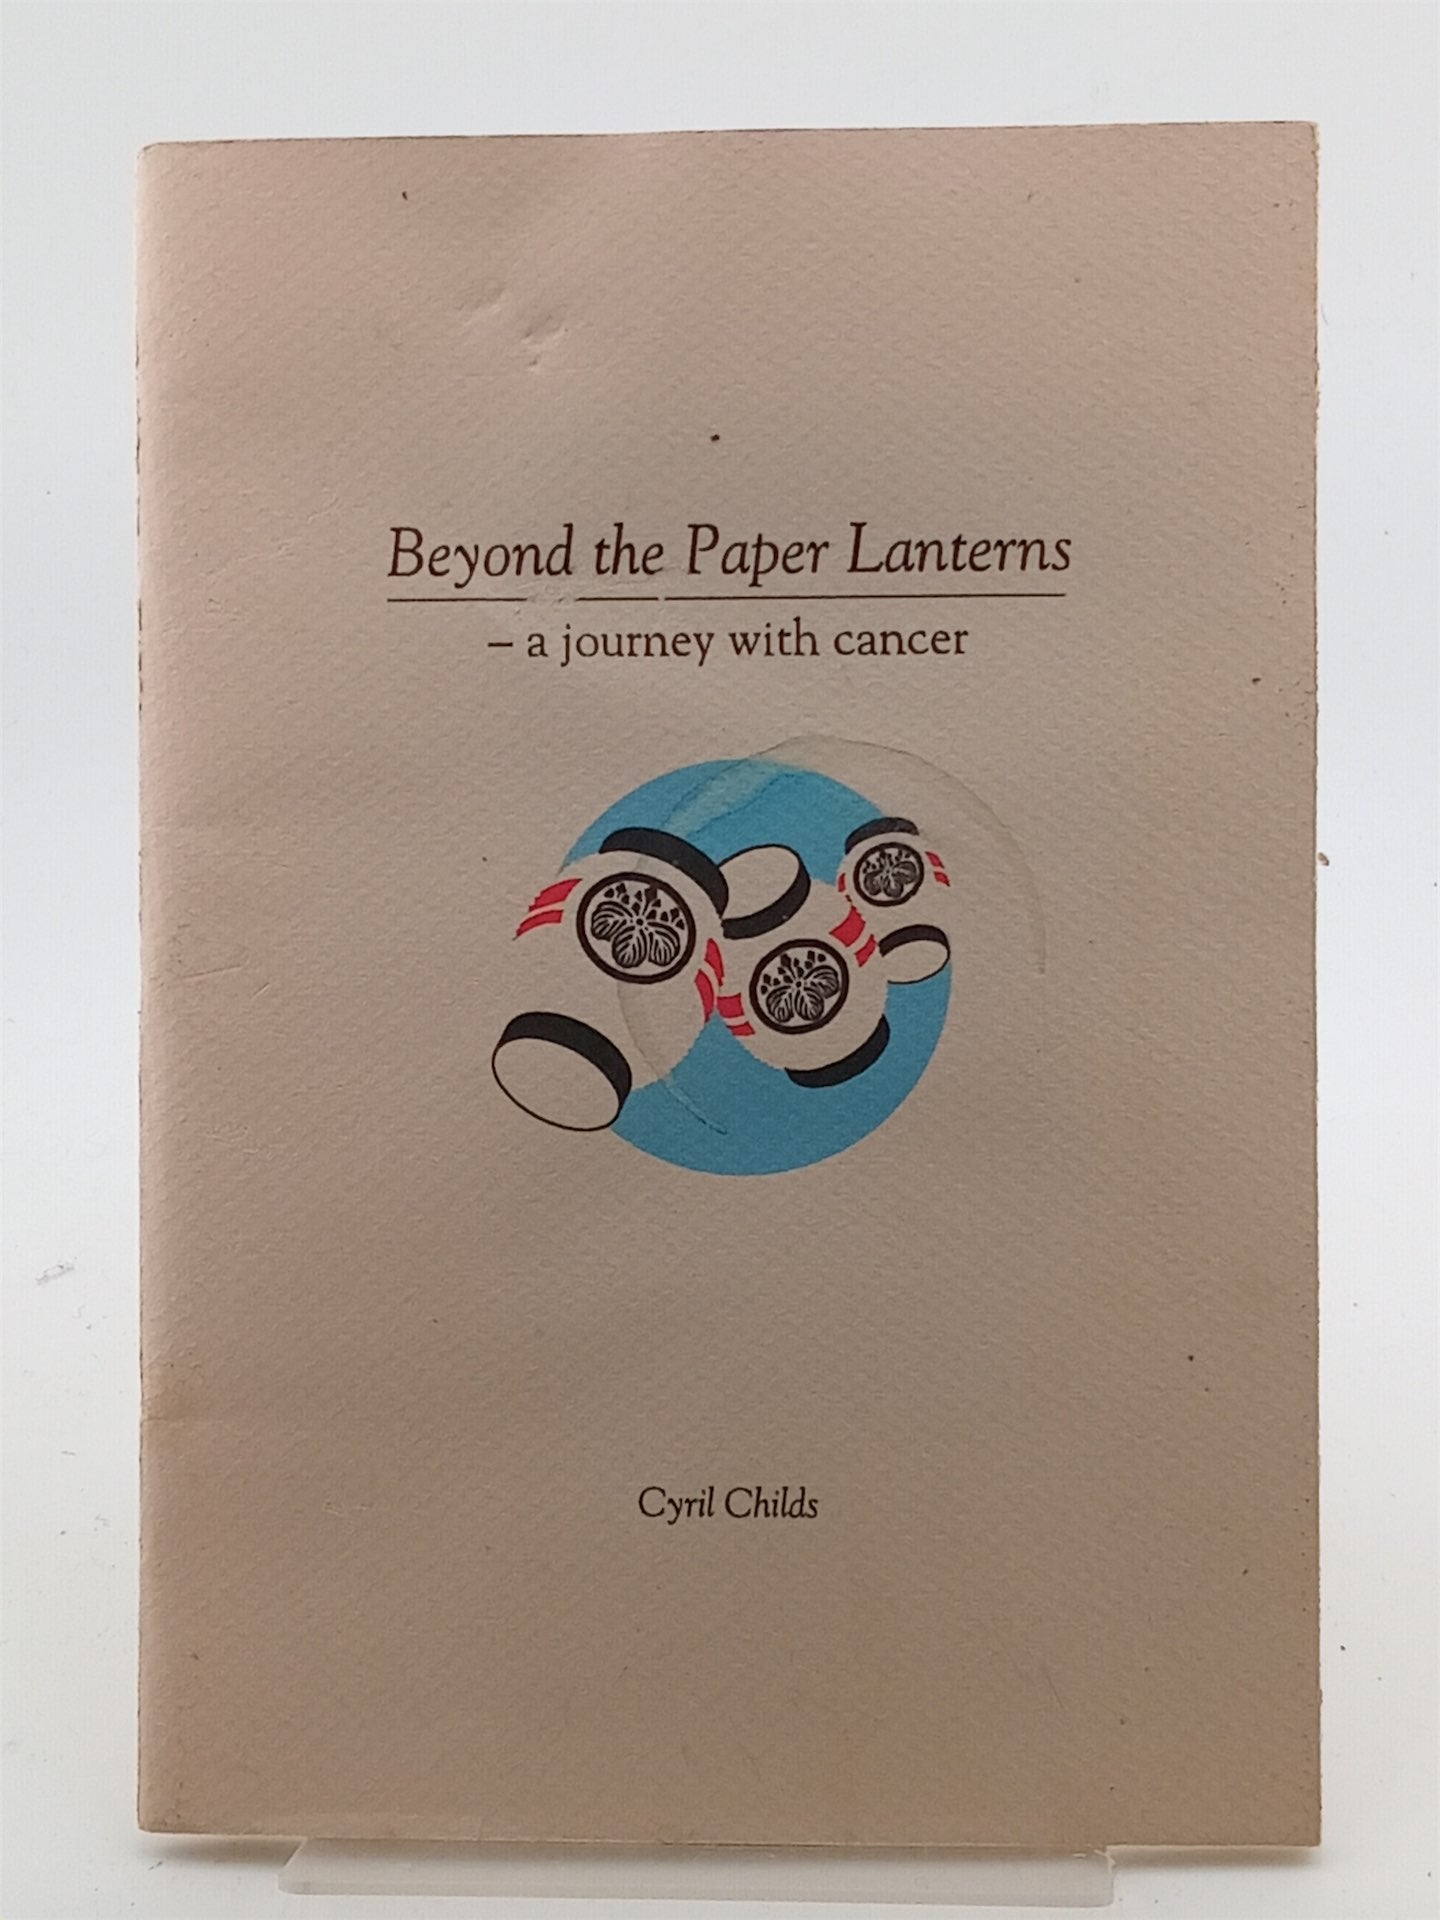 Beyond the Paper Lanterns
– a journey with cancer
Cyril Childs